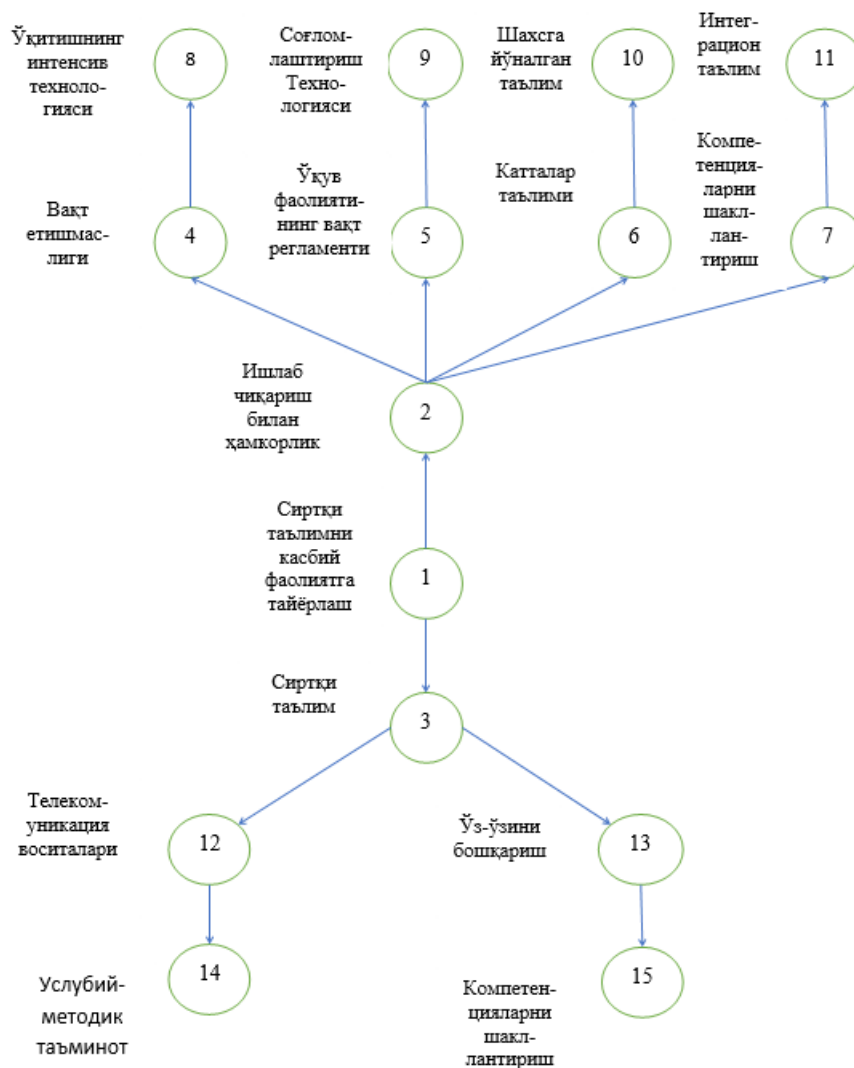 Ўқитишнинг
интенсив
техноло-
гияси
8
Соғлом-
лаштириш
Техно-
логияси
9
Шахсга
йўналган
таълим
10
Интег-
рацион
таълим
11
Вақт
етишмас-
лиги
4
Ўқув
фаолияти-
нинг вақт
регламенти
5
Катталар
таълими
6
Компе-
тенция-
ларни
шакл-
лан-
тириш
7
Ишлаб
чиқариш
билан
ҳамкорлик
2
Сиртқи
таълимни
касбий
фаолиятга
тайёрлаш
1
Сиртқи
таълим
3
Телеком-
уникация
воситалари
12
Ўз-ўзини
бошқариш
13
Услубий-
методик
таъминот
14
Компетен-
цияларни
шакл-
лантириш
15